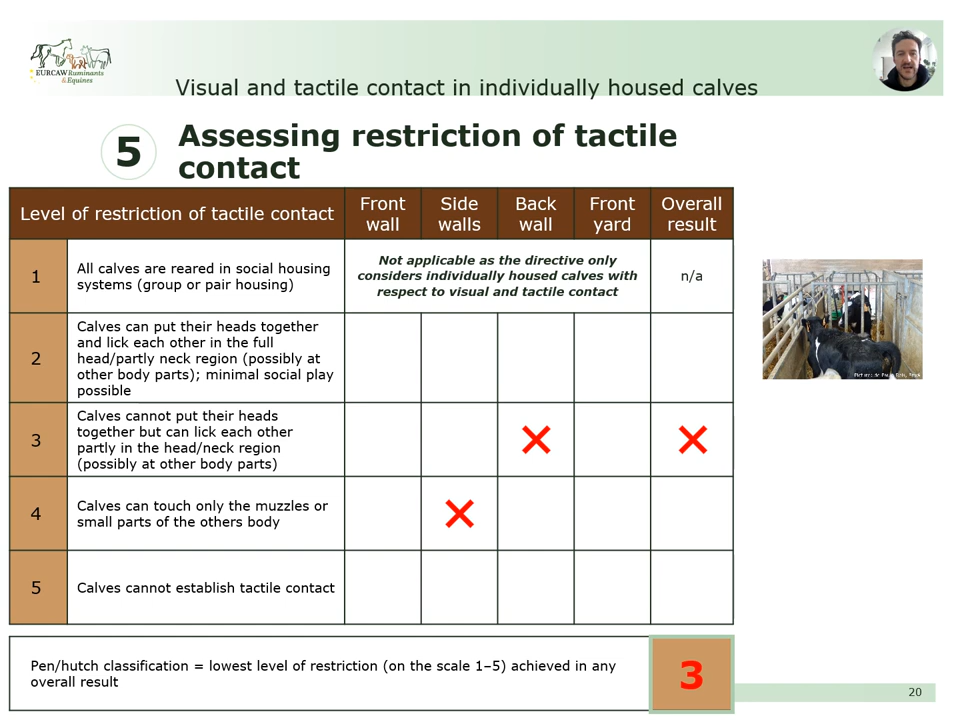 EURCAW Ruminants
& Equines
Visual and tactile contact in individually housed calves
5
Assessing restriction of tactile
contact
Level of restriction of tactile contact
Front
wall
Side
walls
Back
wall
Front
yard
Overall
result
1
All calves are reared in social housing
systems (group or pair housing)
Not applicable as the directive only
considers individually housed calves with
respect to visual and tactile contact
n/a
2
Calves can put their heads together
and lick each other in the full
head/partly neck region (possibly at
other body parts); minimal social play
possible
3
Calves cannot put their heads
together but can lick each other
partly in the head/neck region
(possibly at other body parts)
4
Calves can touch only the muzzles or
small parts of the others body
5
Calves cannot establish tactile contact
Pen/hutch classification = lowest level of restriction (on the scale 1–5) achieved in any
overall result
3
20